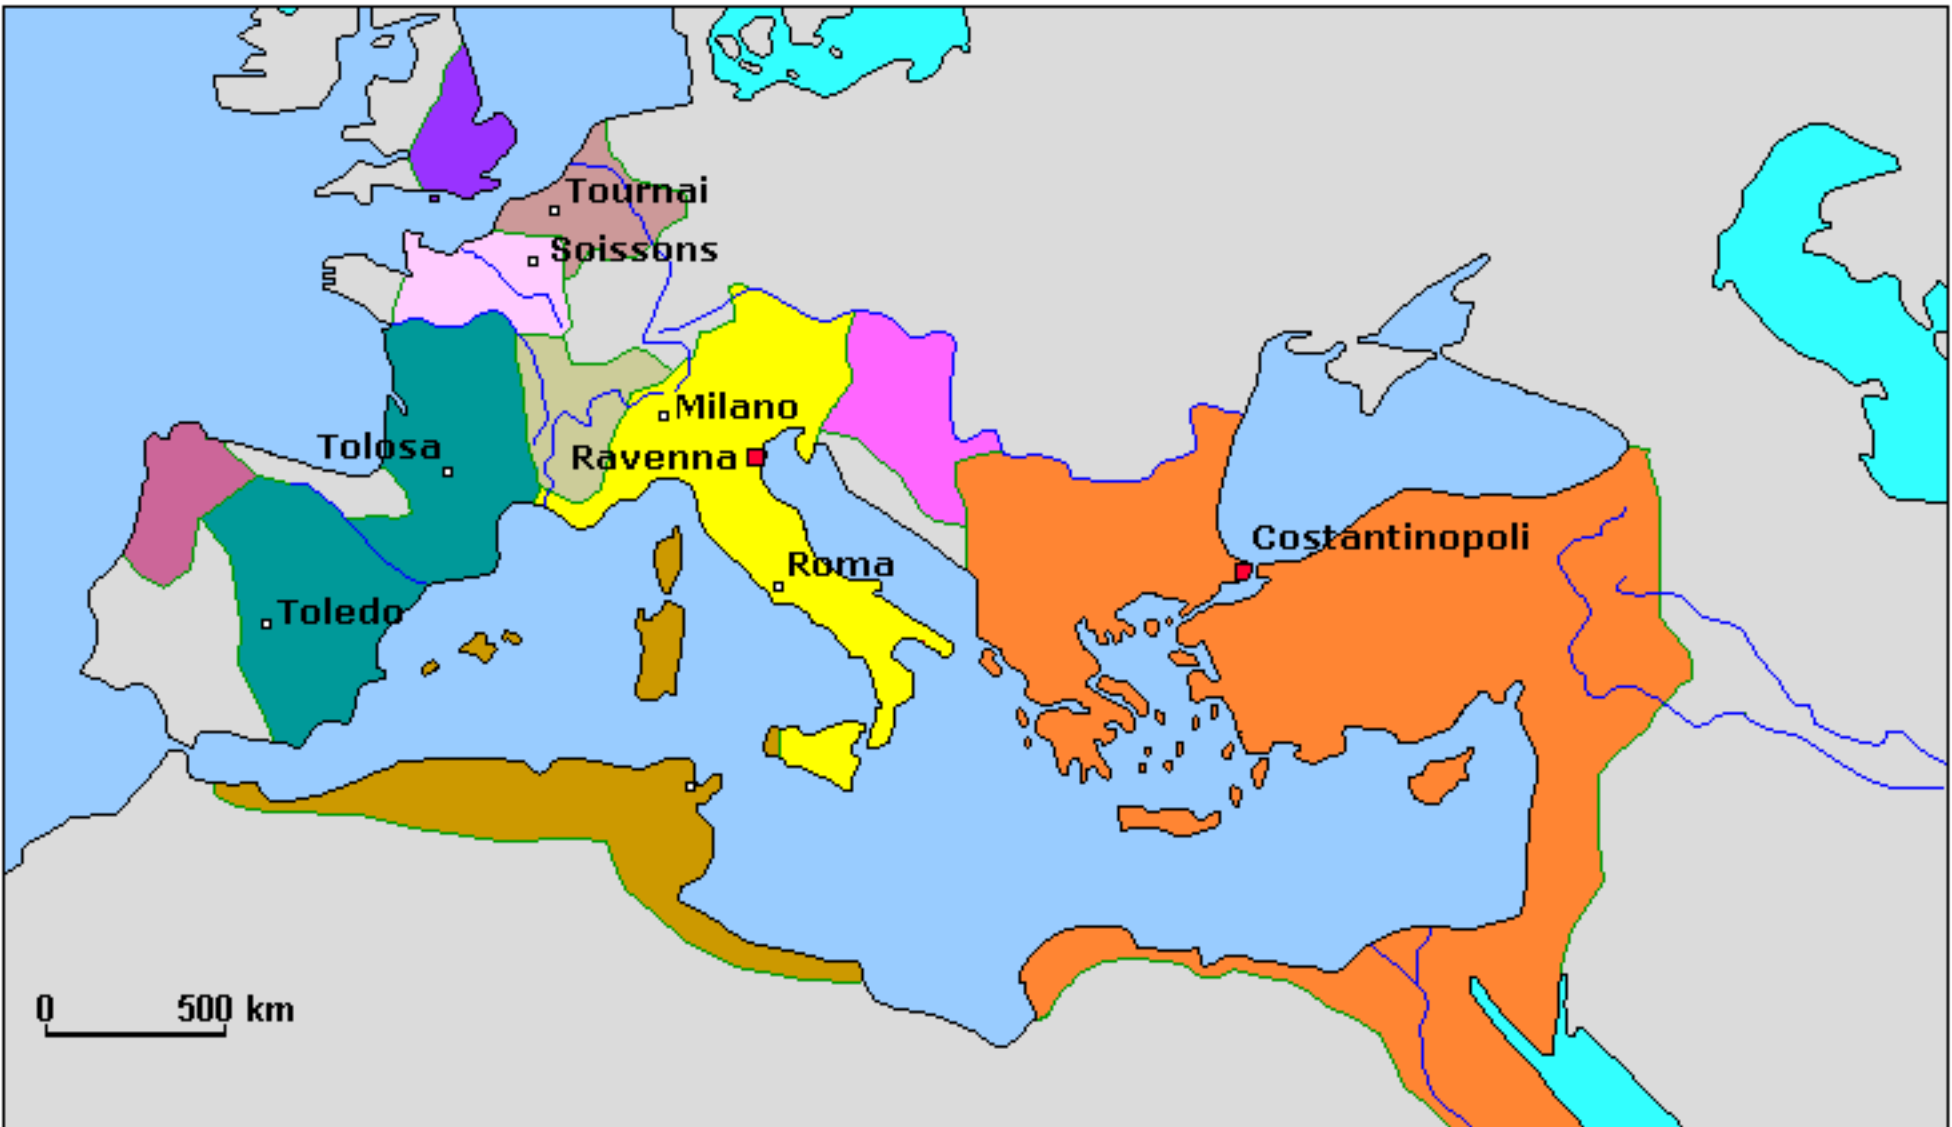 Tournai
Soissons
Milano
Tolosa
Ravenna
Costantinopoli
Roma
Toledo
0 500 km